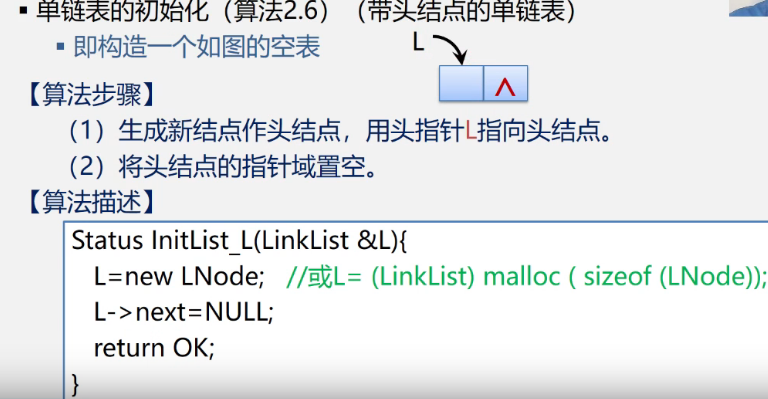 ▪ 单链表的初始化（算法2.6）（带头结点的单链表）
▪ 即构造一个如图的空表
L
∧
【算法步骤】
（1）生成新结点作头结点，用头指针L指向头结点。
（2）将头结点的指针域置空。
【算法描述】
Status InitList_L(LinkList &L){
L=new LNode; //或L= (LinkList) malloc ( sizeof (LNode));
L->next=NULL;
return OK;
}